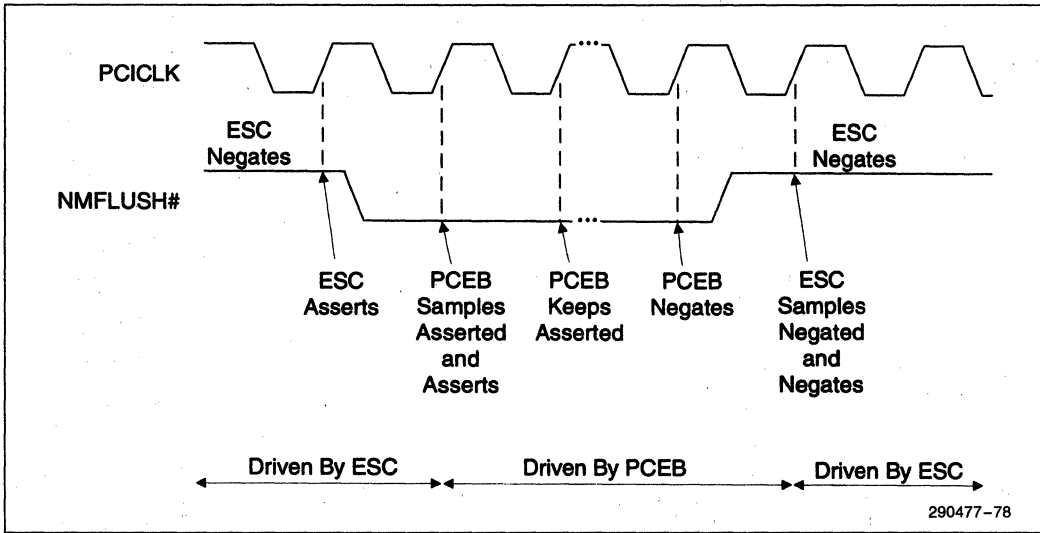 PCICLK
ESC
Negates
ESC
Negates
NMFLUSH#
ESC
Asserts
PCEB
Samples
Asserted
and
Asserts
PCEB
Keeps
Asserted
PCEB
Negates
ESC
Samples
Negated
and
Negates
Driven By ESC
Driven By PCEB
Driven By ESC
290477-78